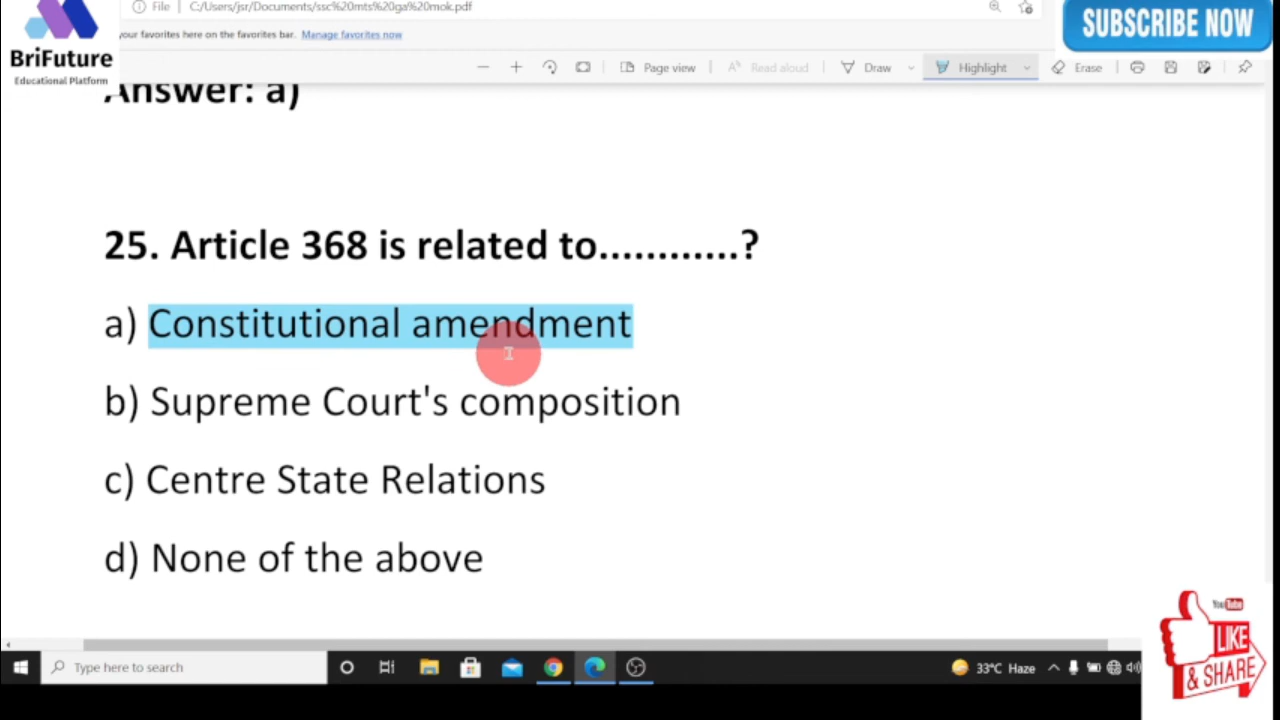 File
C:/Users/jsr/Documents/ssc%20mts%20ga%20mok.pdf
SUBSCRIBE NOW
BriFuture
Educational Platform
your favorites here on the favorites bar. Manage favorites now
Page view
Read aloud
Draw
Highlight
Erase
Answer: a)
25. Article 368 is related to............?
a) Constitutional amendment
b) Supreme Court's composition
c) Centre State Relations
d) None of the above
YouTube
LIKE
& SHARE
Type here to search
33°C Haze